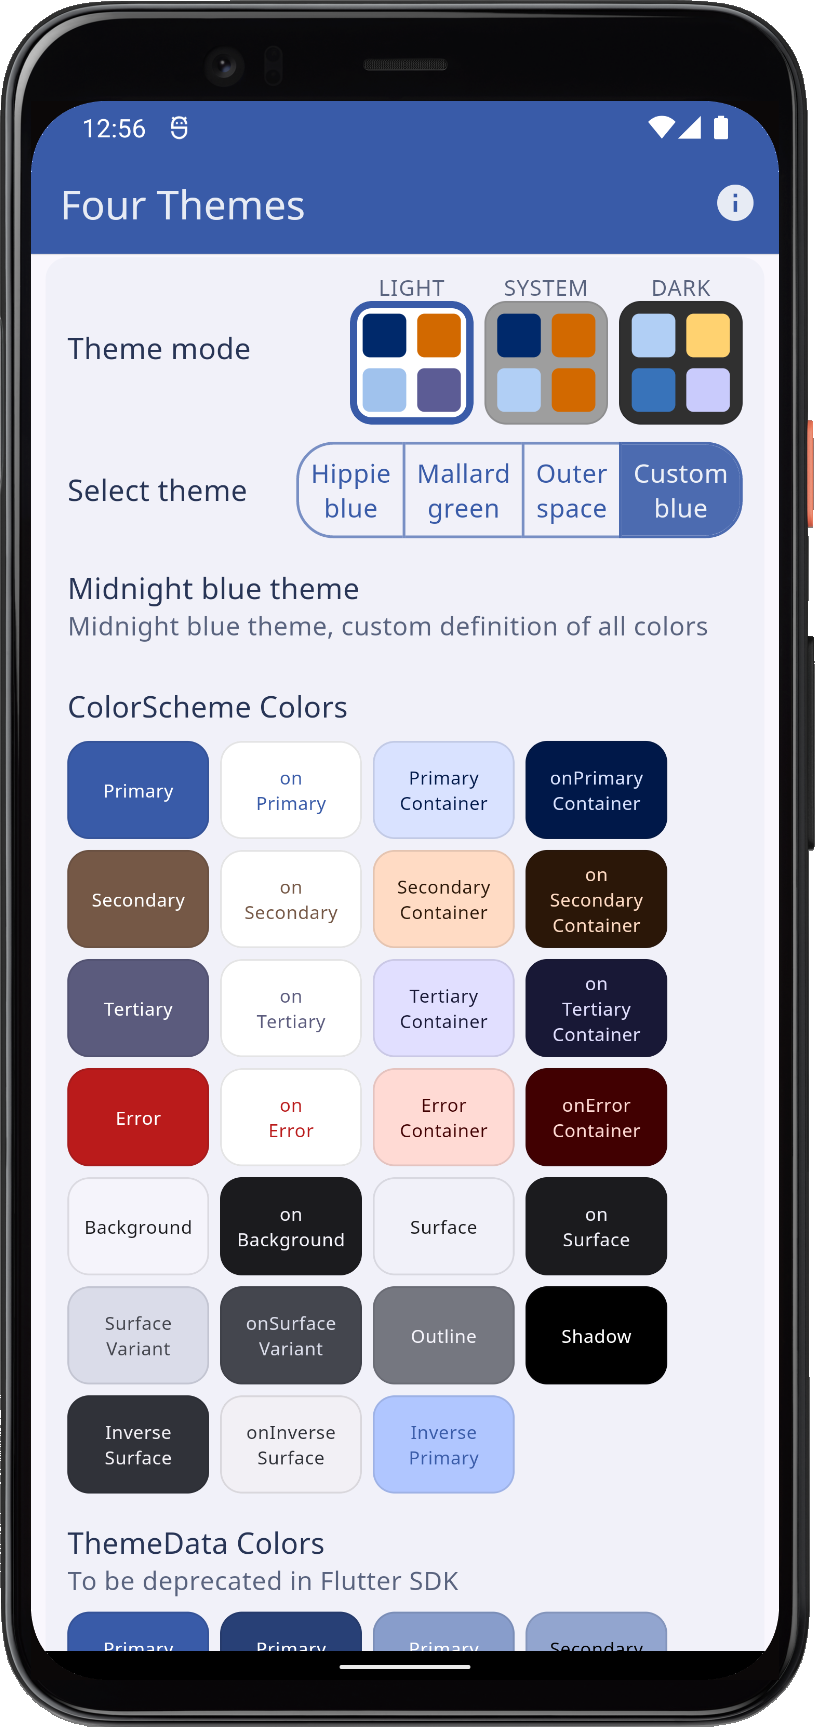 12:56
Four Themes
LIGHT SYSTEM DARK
Theme mode
Select theme
Hippie
blue
Mallard
green
Outer
space
Custom
blue
Midnight blue theme
Midnight blue theme, custom definition of all colors
ColorScheme Colors
Primary
on
Primary
Primary
Container
onPrimary
Container
Secondary
on
Secondary
Secondary
Container
on
Secondary
Container
Tertiary
on
Tertiary
Tertiary
Container
on
Tertiary
Container
Error
on
Error
Error
Container
onError
Container
Background
on
Background
Surface
on
Surface
Surface
Variant
onSurface
Variant
Outline
Shadow
Inverse
Surface
onInverse
Surface
Inverse
Primary
ThemeData Colors
To be deprecated in Flutter SDK
Primary
Primary
Primary
Secondary